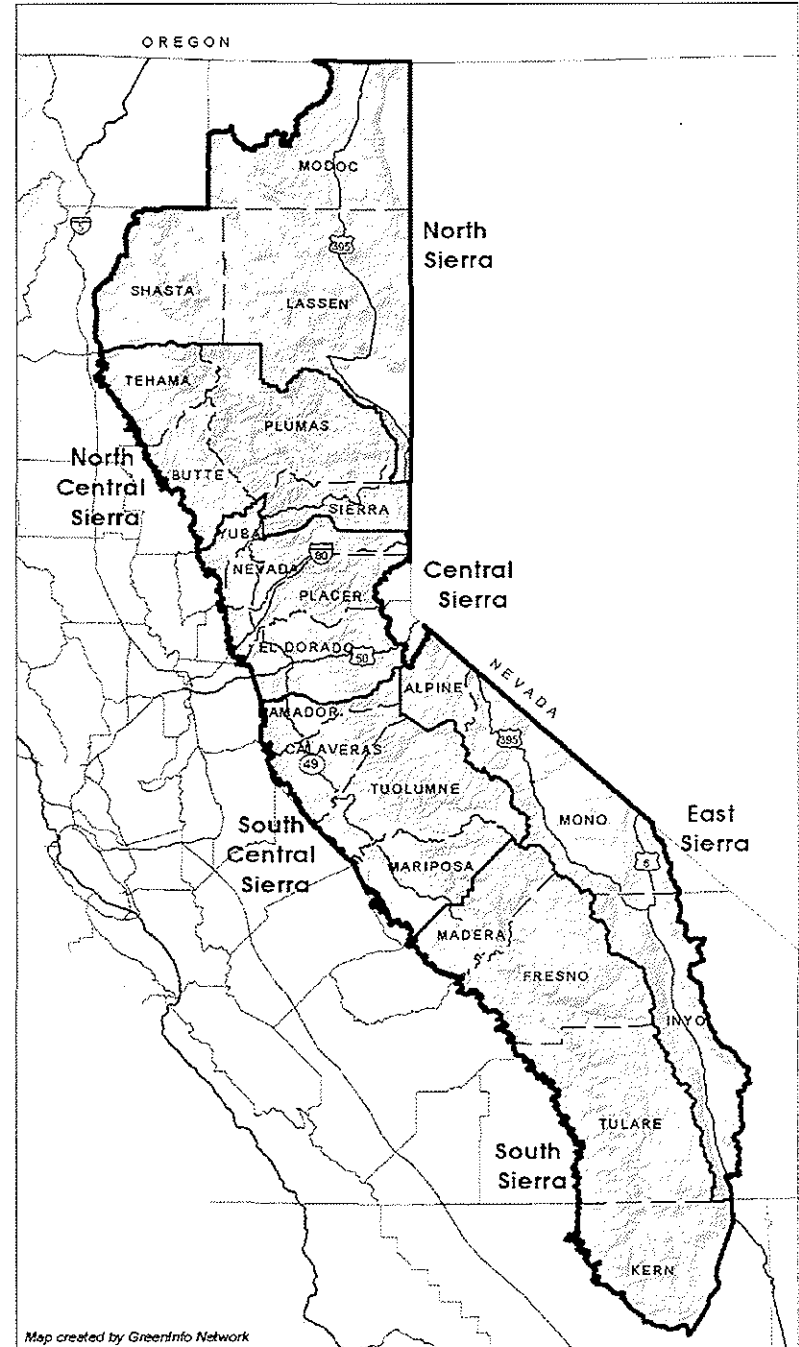 OREGON
MODOC
5
North
Sierra
395
SHASTA
LASSEN
TEHAMA
PLUMAS
North
Central
Sierra
BUTTE
SIERRA
YUBA
80
NEVADA
Central
Sierra
PLACER
EL DORADO
50
ALPINE
NEVADA
AMADOR
CALAVERAS
395
49
TUOLUMNE
MONO
East
Sierra
South
Central
Sierra
6
MARIPOSA
MADERA
FRESNO
INYO
TULARE
South
Sierra
KERN
Map created by GreenInfo Network